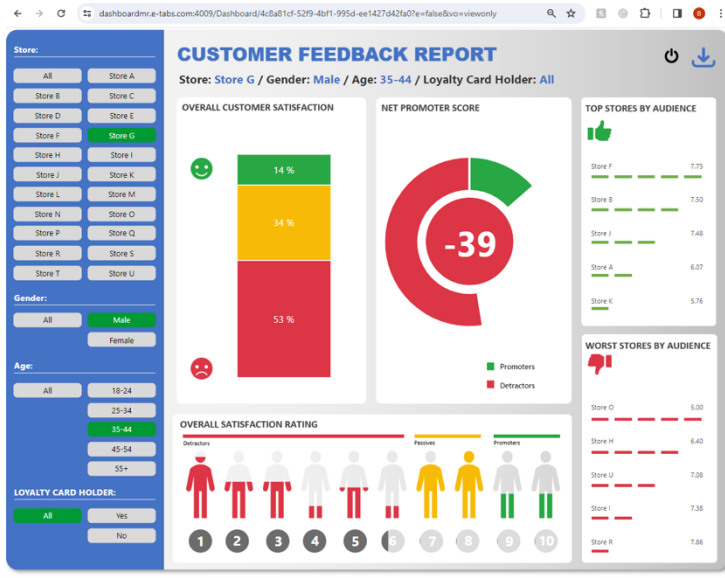 dashboardmr.e-tabs.com:4009/Dashboard/4c8a81cf-52f9-4bf1-995d-ee1427d42fa0?e=false&vo=viewonly
B
Store:
All Store A
Store B Store C
Store D Store E
Store F Store G
Store H Store I
Store J Store K
Store L Store M
Store N Store O
Store P Store Q
Store R Store S
Store T Store U
Gender:
All Male
Female
Age:
All 18-24
25-34
35-44
45-54
55+
LOYALTY CARD HOLDER:
All Yes
No
CUSTOMER FEEDBACK REPORT
Store: Store G / Gender: Male / Age: 35-44 / Loyalty Card Holder: All
OVERALL CUSTOMER SATISFACTION
14 %
34 %
53 %
NET PROMOTER SCORE
-39
Promoters
Detractors
TOP STORES BY AUDIENCE
Store F 7.75
Store B 7.50
Store J 7.48
Store A 6.07
Store K 5.76
WORST STORES BY AUDIENCE
Store O 5.00
Store H 6.40
Store U 7.08
Store I 7.38
Store R 7.86
OVERALL SATISFACTION RATING
Detractors Passives Promoters
1 2 3 4 5 6 7 8 9 10